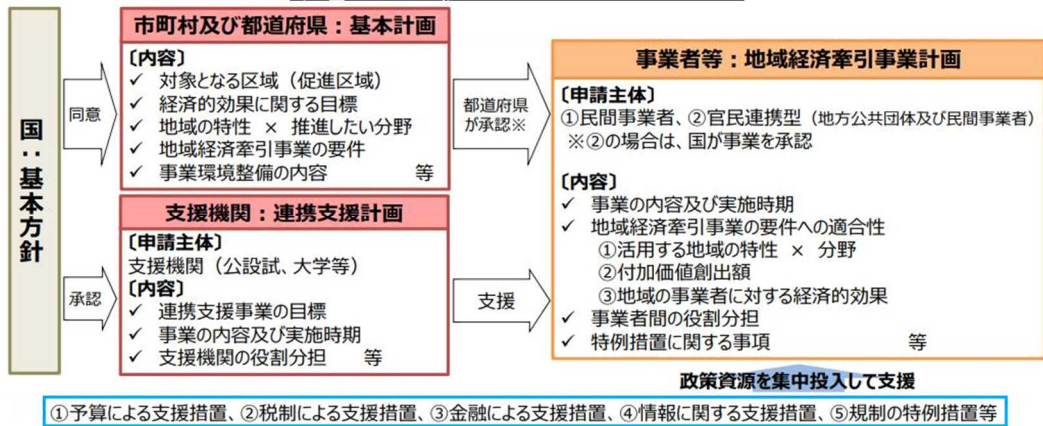 国：基本方針
同意
承認
市町村及び都道府県：基本計画
〔内容〕
✓ 対象となる区域（促進区域）
✓ 経済的効果に関する目標
✓ 地域の特性 × 推進したい分野
✓ 地域経済牽引事業の要件
✓ 事業環境整備の内容 等
支援機関：連携支援計画
〔申請主体〕
支援機関（公設試、大学等）
〔内容〕
✓ 連携支援事業の目標
✓ 事業の内容及び実施時期
✓ 支援機関の役割分担 等
都道府県
が承認※
支援
事業者等：地域経済牽引事業計画
〔申請主体〕
①民間事業者、②官民連携型（地方公共団体及び民間事業者）
※②の場合は、国が事業を承認
〔内容〕
✓ 事業の内容及び実施時期
✓ 地域経済牽引事業の要件への適合性
①活用する地域の特性 × 分野
②付加価値創出額
③地域の事業者に対する経済的効果
✓ 事業者間の役割分担
✓ 特例措置に関する事項 等
政策資源を集中投入して支援
①予算による支援措置、②税制による支援措置、③金融による支援措置、④情報に関する支援措置、⑤規制の特例措置等